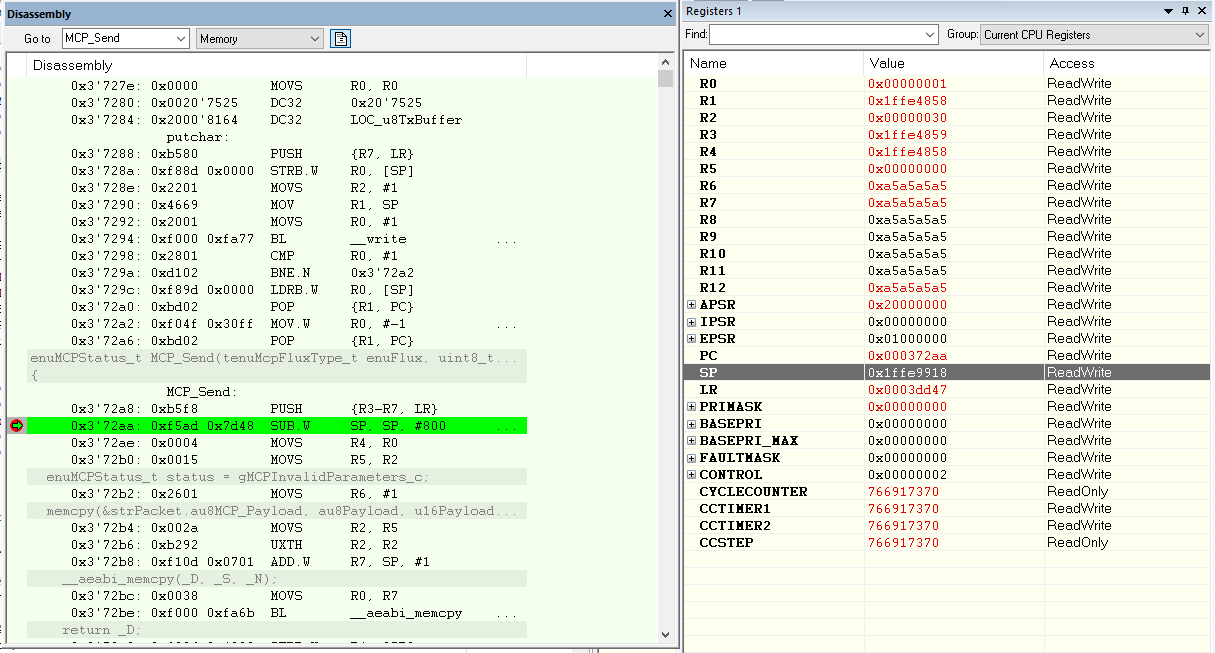 Disassembly
Go to MCP_Send Memory
Disassembly
0x3'727e: 0x0000 MOVS R0, R0
0x3'7280: 0x0020'7525 DC32 0x20'7525
0x3'7284: 0x2000'8164 DC32 LOC_u8TxBuffer
putchar:
0x3'7288: 0xb580 PUSH {R7, LR}
0x3'728a: 0xf88d 0x0000 STRB.W R0, [SP]
0x3'728e: 0x2201 MOVS R2, #1
0x3'7290: 0x4669 MOV R1, SP
0x3'7292: 0x2001 MOVS R0, #1
0x3'7294: 0xf000 0xfa77 BL __write ...
0x3'7298: 0x2801 CMP R0, #1
0x3'729a: 0xd102 BNE.N 0x3'72a2
0x3'729c: 0xf89d 0x0000 LDRB.W R0, [SP]
0x3'72a0: 0xbd02 POP {R1, PC}
0x3'72a2: 0xf04f 0x30ff MOV.W R0, #-1 ...
0x3'72a6: 0xbd02 POP {R1, PC}
enuMCPStatus_t MCP_Send(tenuMcpFluxType_t enuFlux, uint8_t...
{
MCP_Send:
0x3'72a8: 0xb5f8 PUSH {R3-R7, LR}
0x3'72aa: 0xf5ad 0x7d48 SUB.W SP, SP, #800 ...
0x3'72ae: 0x0004 MOVS R4, R0
0x3'72b0: 0x0015 MOVS R5, R2
enuMCPStatus_t status = gMCPInvalidParameters_c;
0x3'72b2: 0x2601 MOVS R6, #1
memcpy(&strPacket.au8MCP_Payload, au8Payload, u16Payload...
0x3'72b4: 0x002a MOVS R2, R5
0x3'72b6: 0xb292 UXTH R2, R2
0x3'72b8: 0xf10d 0x0701 ADD.W R7, SP, #1
__aeabi_memcpy(_D, _S, _N);
0x3'72bc: 0x0038 MOVS R0, R7
0x3'72be: 0xf000 0xfa6b BL __aeabi_memcpy ...
return _D;
Registers 1
Find: Group: Current CPU Registers
Name Value Access
R0 0x00000001 ReadWrite
R1 0x1ffe4858 ReadWrite
R2 0x00000030 ReadWrite
R3 0x1ffe4859 ReadWrite
R4 0x1ffe4858 ReadWrite
R5 0x00000000 ReadWrite
R6 0xa5a5a5a5 ReadWrite
R7 0xa5a5a5a5 ReadWrite
R8 0xa5a5a5a5 ReadWrite
R9 0xa5a5a5a5 ReadWrite
R10 0xa5a5a5a5 ReadWrite
R11 0xa5a5a5a5 ReadWrite
R12 0xa5a5a5a5 ReadWrite
APSR 0x20000000 ReadWrite
IPSR 0x00000000 ReadWrite
EPSR 0x01000000 ReadWrite
PC 0x000372aa ReadWrite
SP 0x1ffe9918 ReadWrite
LR 0x0003dd47 ReadWrite
PRIMASK 0x00000000 ReadWrite
BASEPRI 0x00000000 ReadWrite
BASEPRI_MAX 0x00000000 ReadWrite
FAULTMASK 0x00000000 ReadWrite
CONTROL 0x00000002 ReadWrite
CYCLECOUNTER 766917370 ReadOnly
CCTIMER1 766917370 ReadWrite
CCTIMER2 766917370 ReadWrite
CCSTEP 766917370 ReadOnly